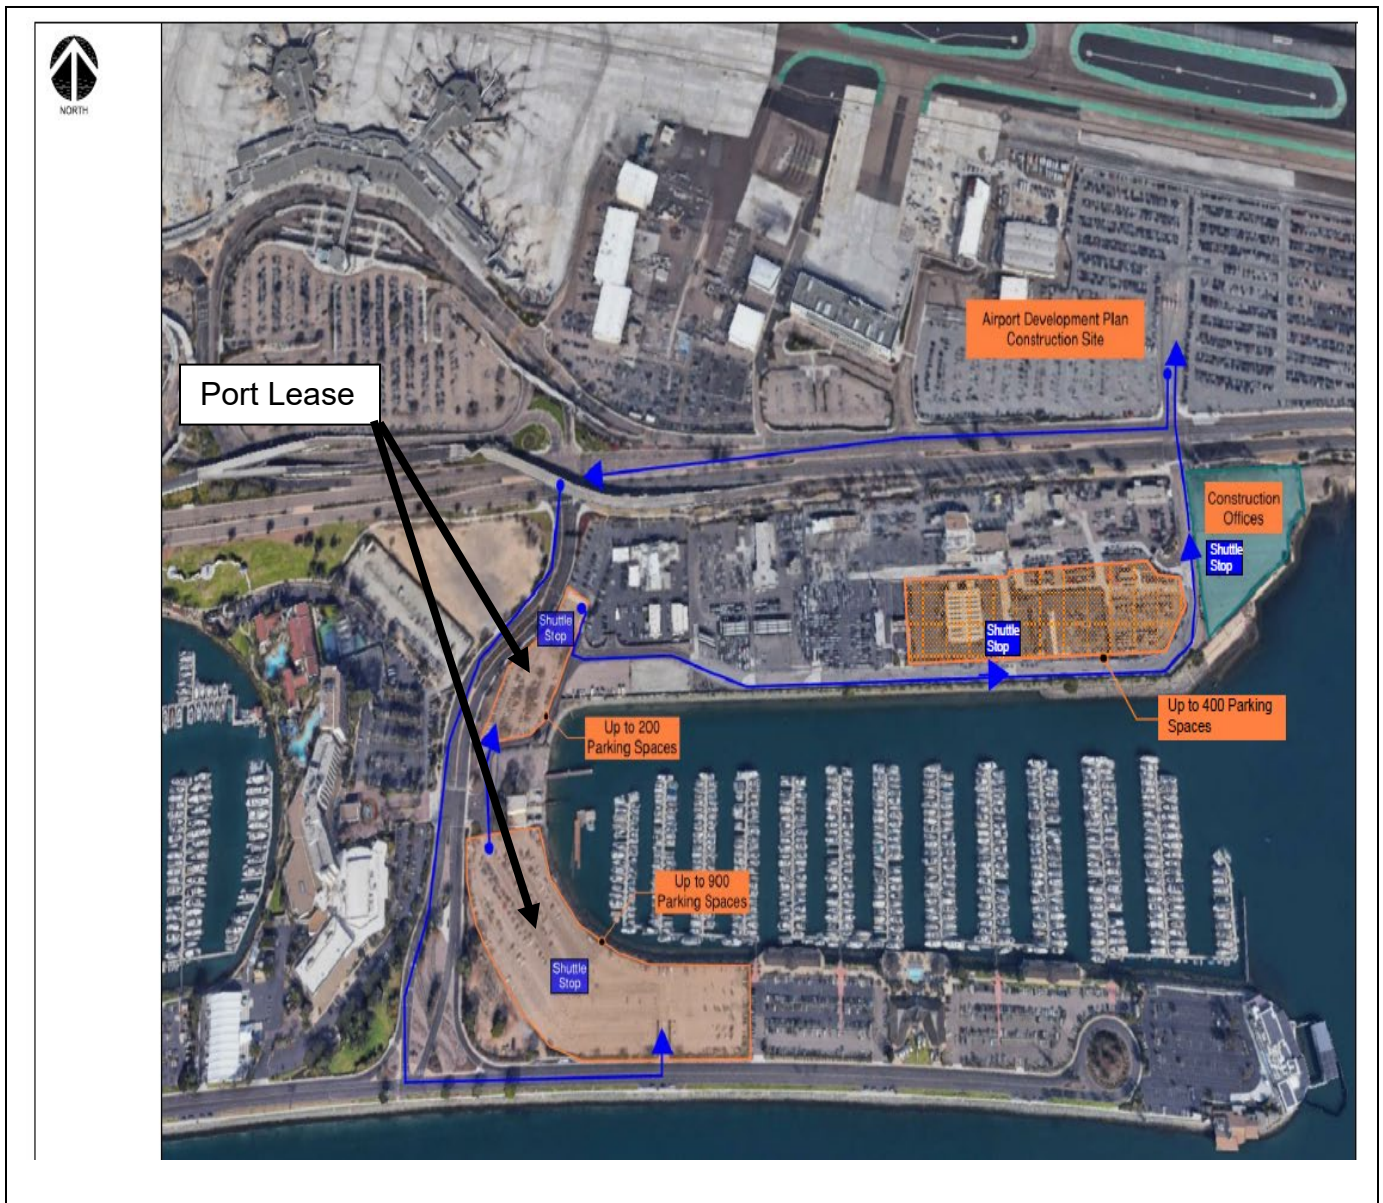 NORTH
Airport Development Plan
Construction Site
Port Lease
Construction
Offices
Shuttle
Stop
Shuttle
Stop
Shuttle
Stop
Up to 200
Parking Spaces
Up to 400 Parking
Spaces
Up to 900
Parking Spaces
Shuttle
Stop